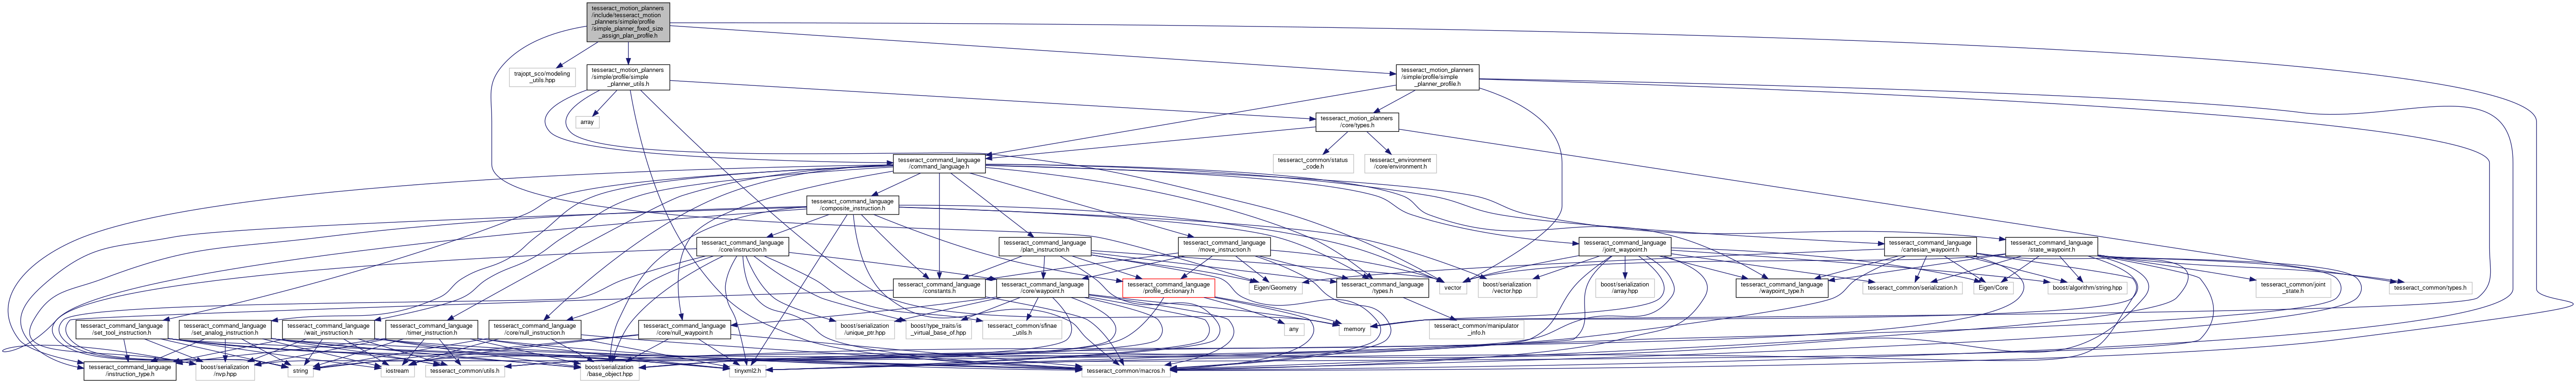 tesseract_motion_planners
/include/tesseract_motion
_planners/simple/profile
/simple_planner_fixed_size
_assign_plan_profile.h
trajopt_sco/modeling
_utils.hpp
tesseract_motion_planners
/simple/profile/simple
_planner_utils.h
tesseract_motion_planners
/simple/profile/simple
_planner_profile.h
array
tesseract_motion_planners
/core/types.h
tesseract_command_language
/command_language.h
tesseract_common/status
_code.h
tesseract_environment
/core/environment.h
tesseract_command_language
/composite_instruction.h
tesseract_command_language
/core/instruction.h
tesseract_command_language
/plan_instruction.h
tesseract_command_language
/move_instruction.h
tesseract_command_language
/joint_waypoint.h
tesseract_command_language
/cartesian_waypoint.h
tesseract_command_language
/state_waypoint.h
tesseract_command_language
/constants.h
tesseract_command_language
/core/waypoint.h
tesseract_command_language
/profile_dictionary.h
Eigen/Geometry
tesseract_command_language
/types.h
vector
boost/serialization
/vector.hpp
boost/serialization
/array.hpp
tesseract_command_language
/waypoint_type.h
tesseract_common/serialization.h
Eigen/Core
boost/algorithm/string.hpp
tesseract_common/joint
_state.h
tesseract_common/types.h
tesseract_command_language
/set_tool_instruction.h
tesseract_command_language
/set_analog_instruction.h
tesseract_command_language
/wait_instruction.h
tesseract_command_language
/timer_instruction.h
tesseract_command_language
/core/null_instruction.h
tesseract_command_language
/core/null_waypoint.h
boost/serialization
/unique_ptr.hpp
boost/type_traits/is
_virtual_base_of.hpp
tesseract_common/sfinae
_utils.h
any
memory
tesseract_common/manipulator
_info.h
memory
tesseract_command_language
/instruction_type.h
boost/serialization
/nvp.hpp
string
iostream
tesseract_common/utils.h
boost/serialization
/base_object.hpp
tinyxml2.h
tesseract_common/macros.h